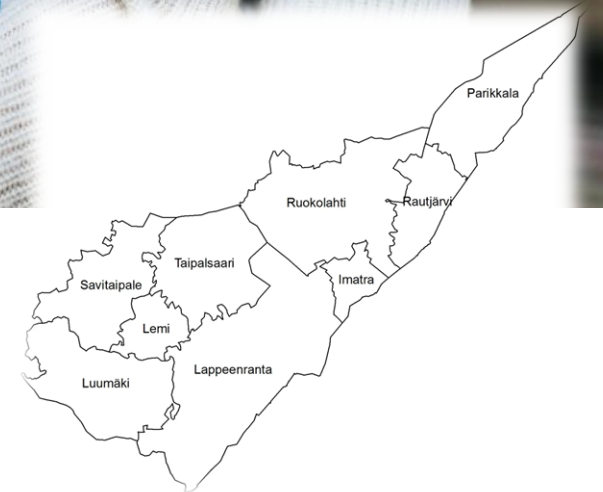 Parikkala
Ruokolahti
Rautjärvi
Taipalsaari
Imatra
Savitaipale
Lemi
Lappeenranta
Luumäki